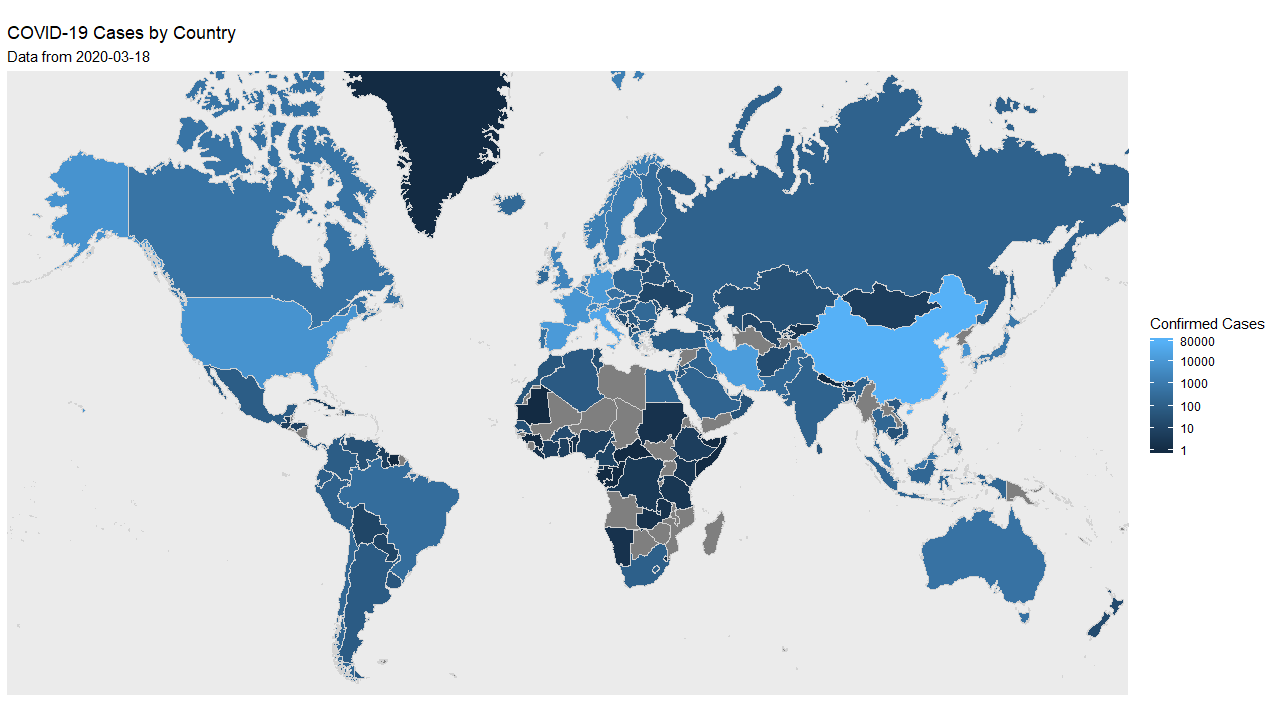 COVID-19 Cases by Country
Data from 2020-03-18
Confirmed Cases
80000
10000
1000
100
10
1